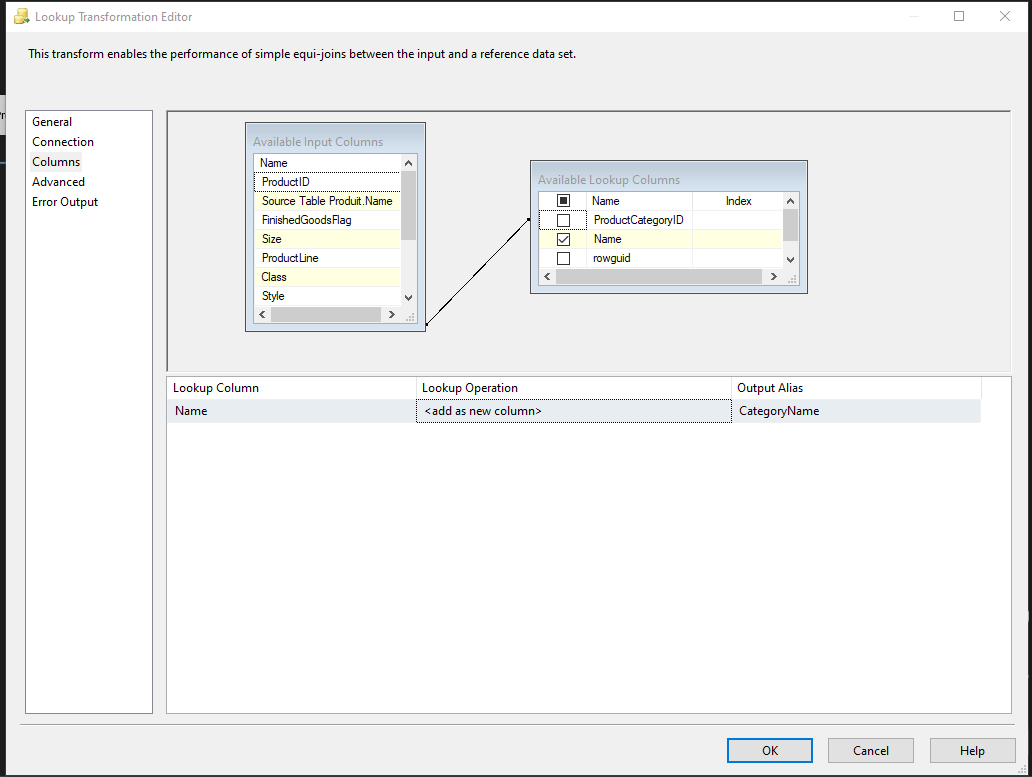 Lookup Transformation Editor
This transform enables the performance of simple equi-joins between the input and a reference data set.
General
Connection
Columns
Advanced
Error Output
Available Input Columns
Name
ProductID
Source Table Produit.Name
FinishedGoodsFlag
Size
ProductLine
Class
Style
Available Lookup Columns
Name Index
ProductCategoryID
Name
rowguid
Lookup Column Lookup Operation Output Alias
Name <add as new column> CategoryName
OK Cancel Help